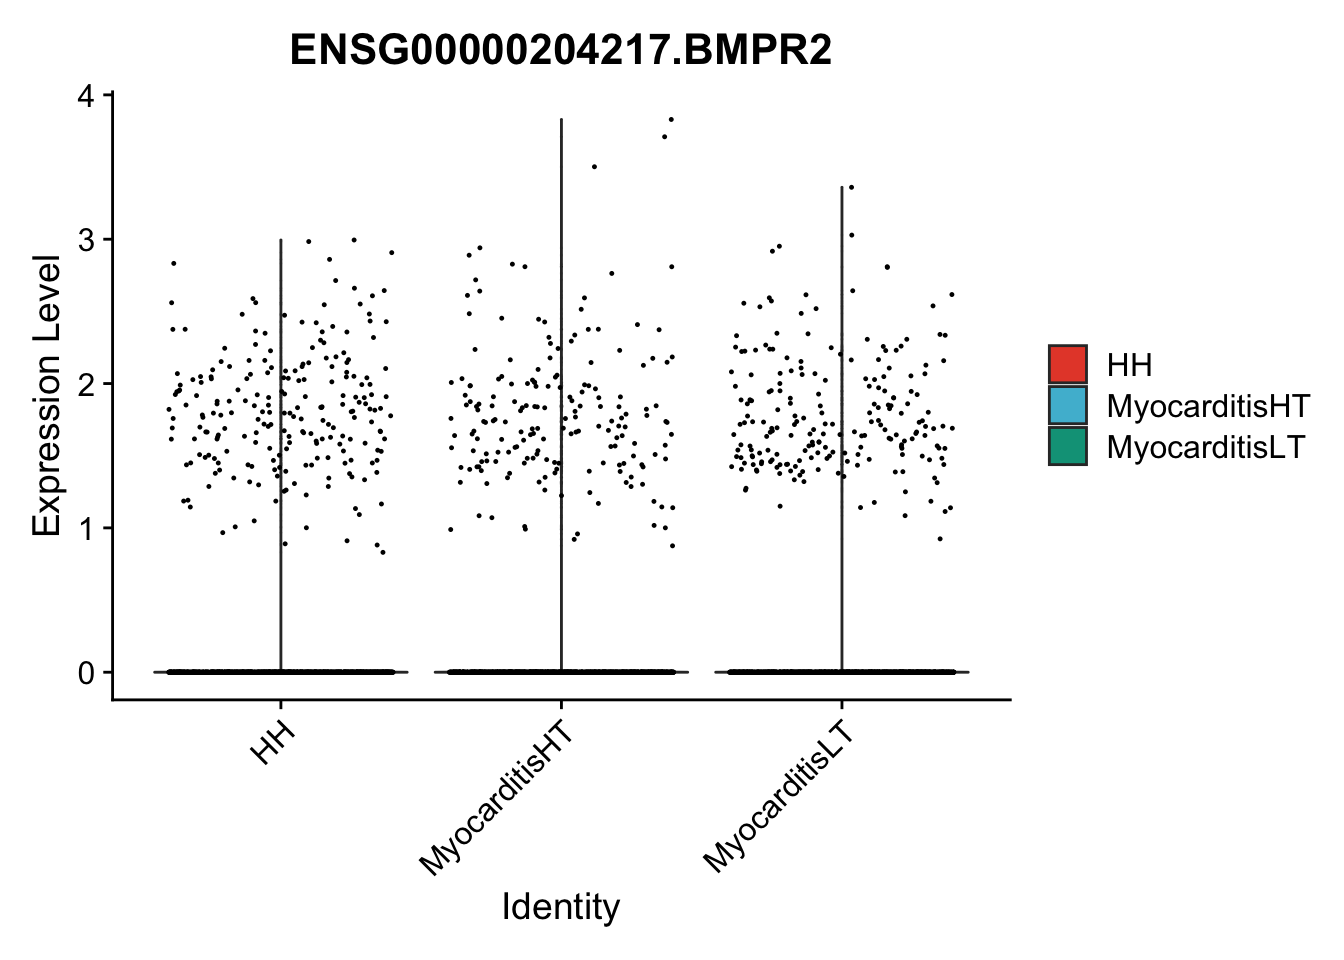 ENSG00000204217.BMPR2
Expression Level
4
3
2
1
0
HH
MyocarditisHT
MyocarditisLT
Identity
HH
MyocarditisHT
MyocarditisLT